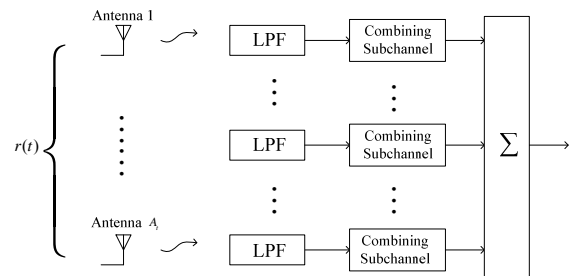 Antenna 1
LPF
Combining
Subchannel
r(t)
LPF
Combining
Subchannel
Σ
Antenna A_i
LPF
Combining
Subchannel